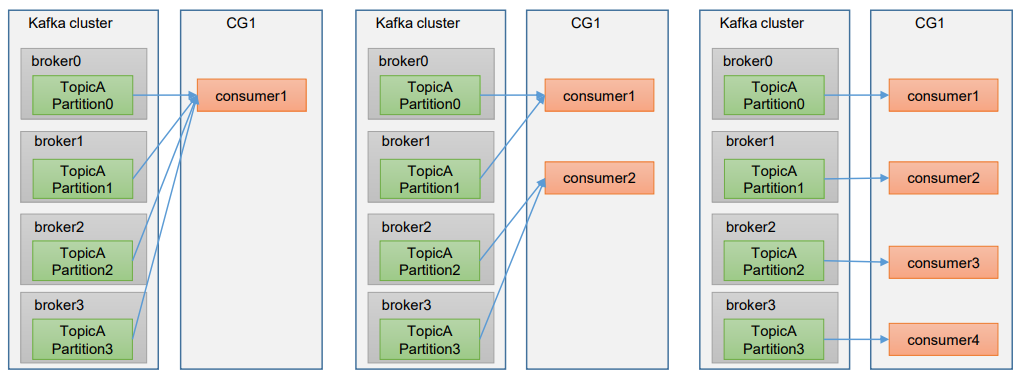 Kafka cluster
CG1
broker0
TopicA
Partition0
consumer1
broker1
TopicA
Partition1
broker2
TopicA
Partition2
broker3
TopicA
Partition3
Kafka cluster
CG1
broker0
TopicA
Partition0
consumer1
broker1
TopicA
Partition1
consumer2
broker2
TopicA
Partition2
broker3
TopicA
Partition3
Kafka cluster
CG1
broker0
TopicA
Partition0
consumer1
broker1
TopicA
Partition1
consumer2
broker2
TopicA
Partition2
consumer3
broker3
TopicA
Partition3
consumer4